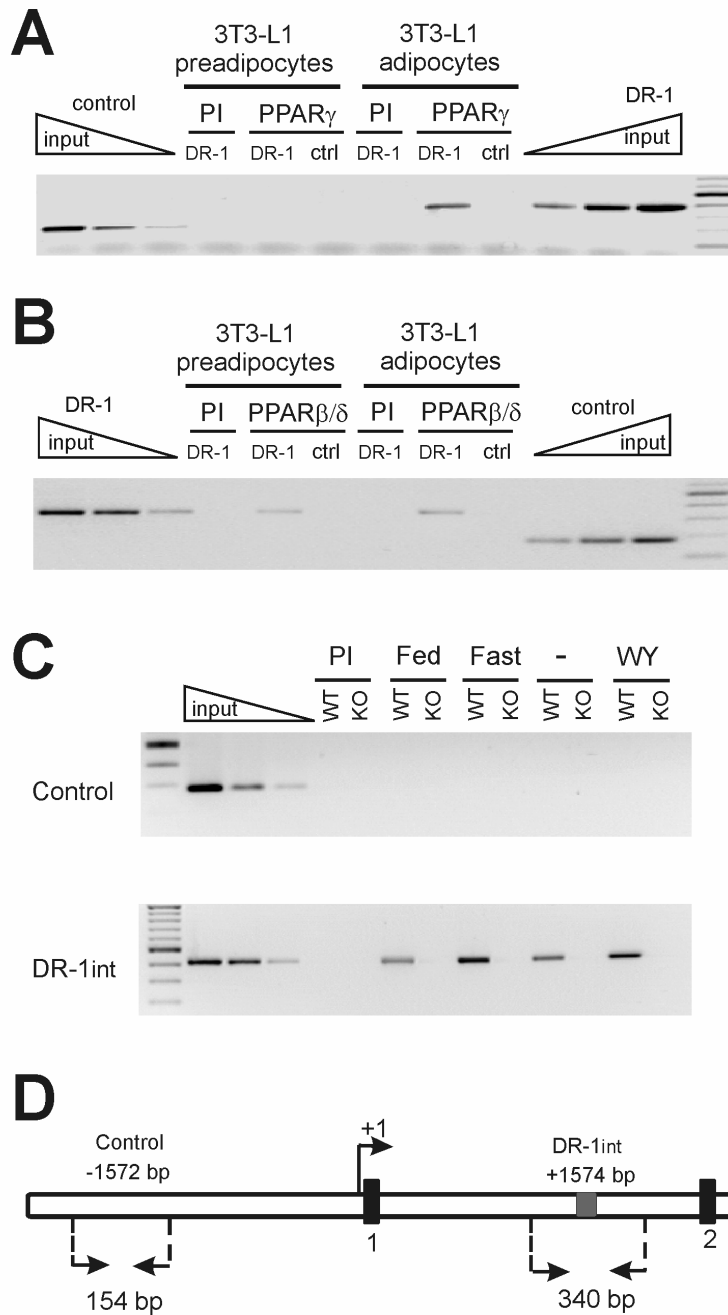 A
3T3-L1 preadipocytes
3T3-L1 adipocytes
control
DR-1
PI PPARγ PI PPARγ
input
DR-1 DR-1 ctrl DR-1 DR-1 ctrl
input
B
3T3-L1 preadipocytes
3T3-L1 adipocytes
DR-1
PI PPARβ/δ PI PPARβ/δ
control
input
DR-1 DR-1 ctrl DR-1 DR-1 ctrl
input
C
PI Fed Fast - WY
input
WT KO WT KO WT KO WT KO WT KO
Control
DR-1int
D
Control
-1572 bp
+1
DR-1int
+1574 bp
1
2
154 bp
340 bp